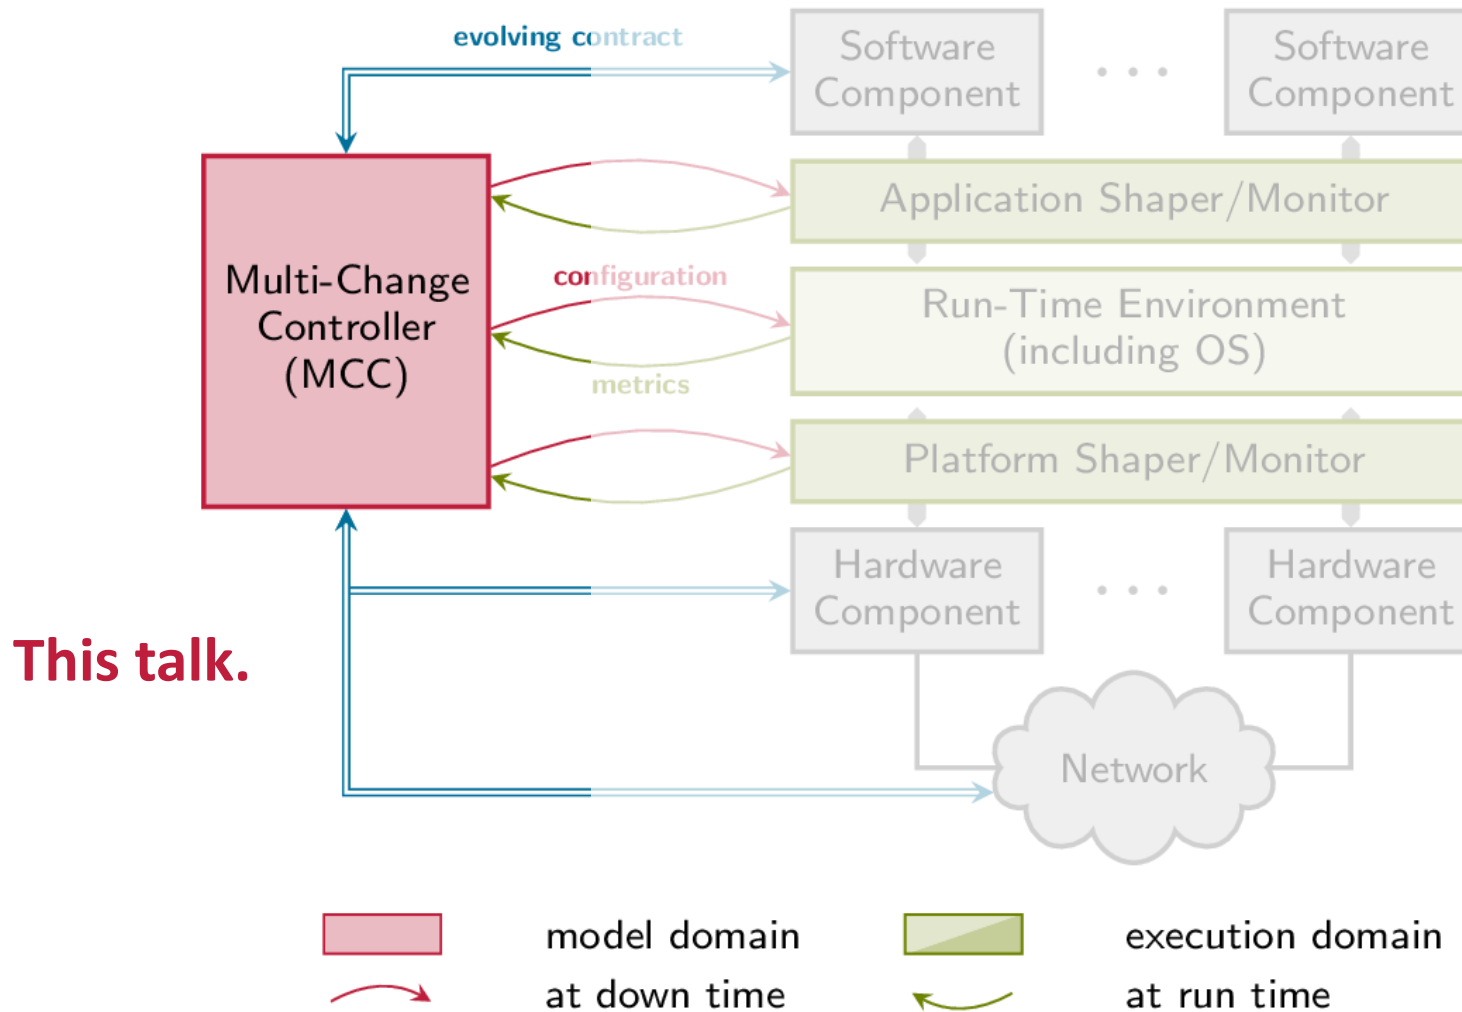 evolving contract
Software
Component
. . .
Software
Component
Application Shaper/Monitor
Multi-Change
Controller
(MCC)
configuration
metrics
Run-Time Environment
(including OS)
Platform Shaper/Monitor
Hardware
Component
. . .
Hardware
Component
This talk.
Network
model domain
execution domain
at down time
at run time